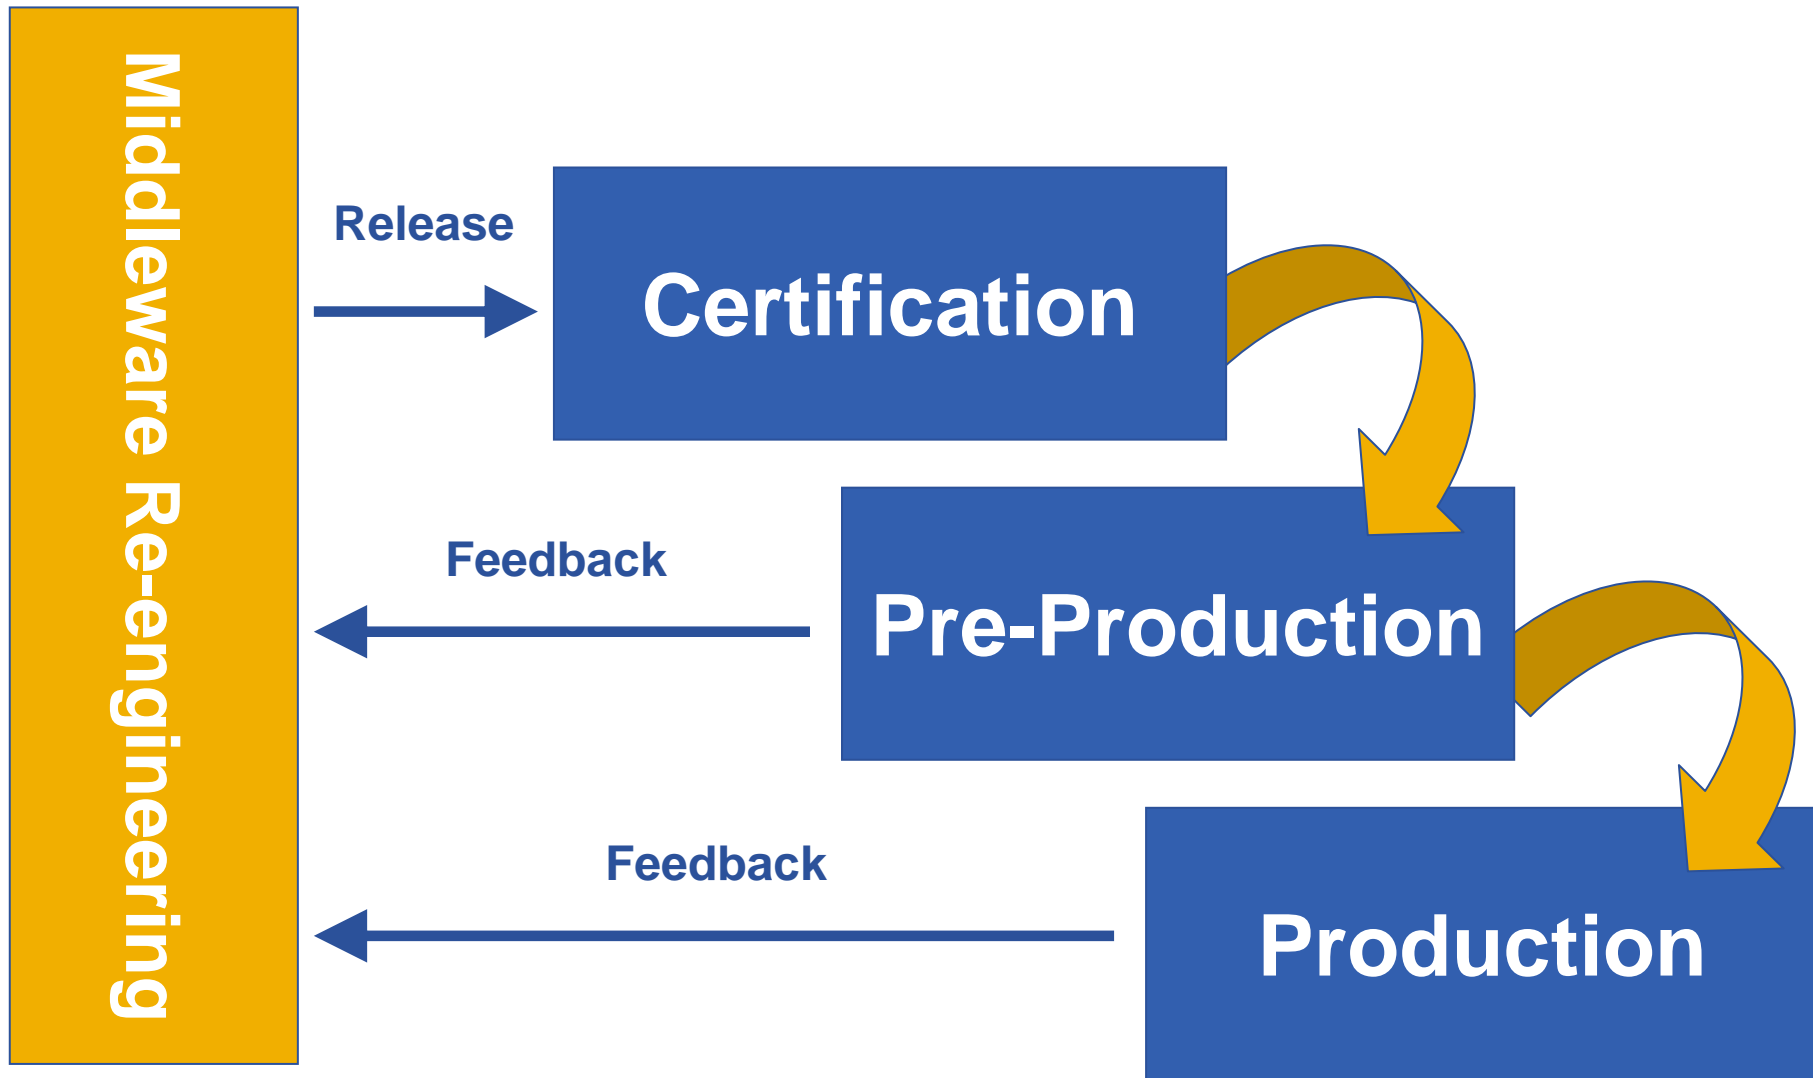 Middleware Re-engineering
Release
Certification
Feedback
Pre-Production
Feedback
Production